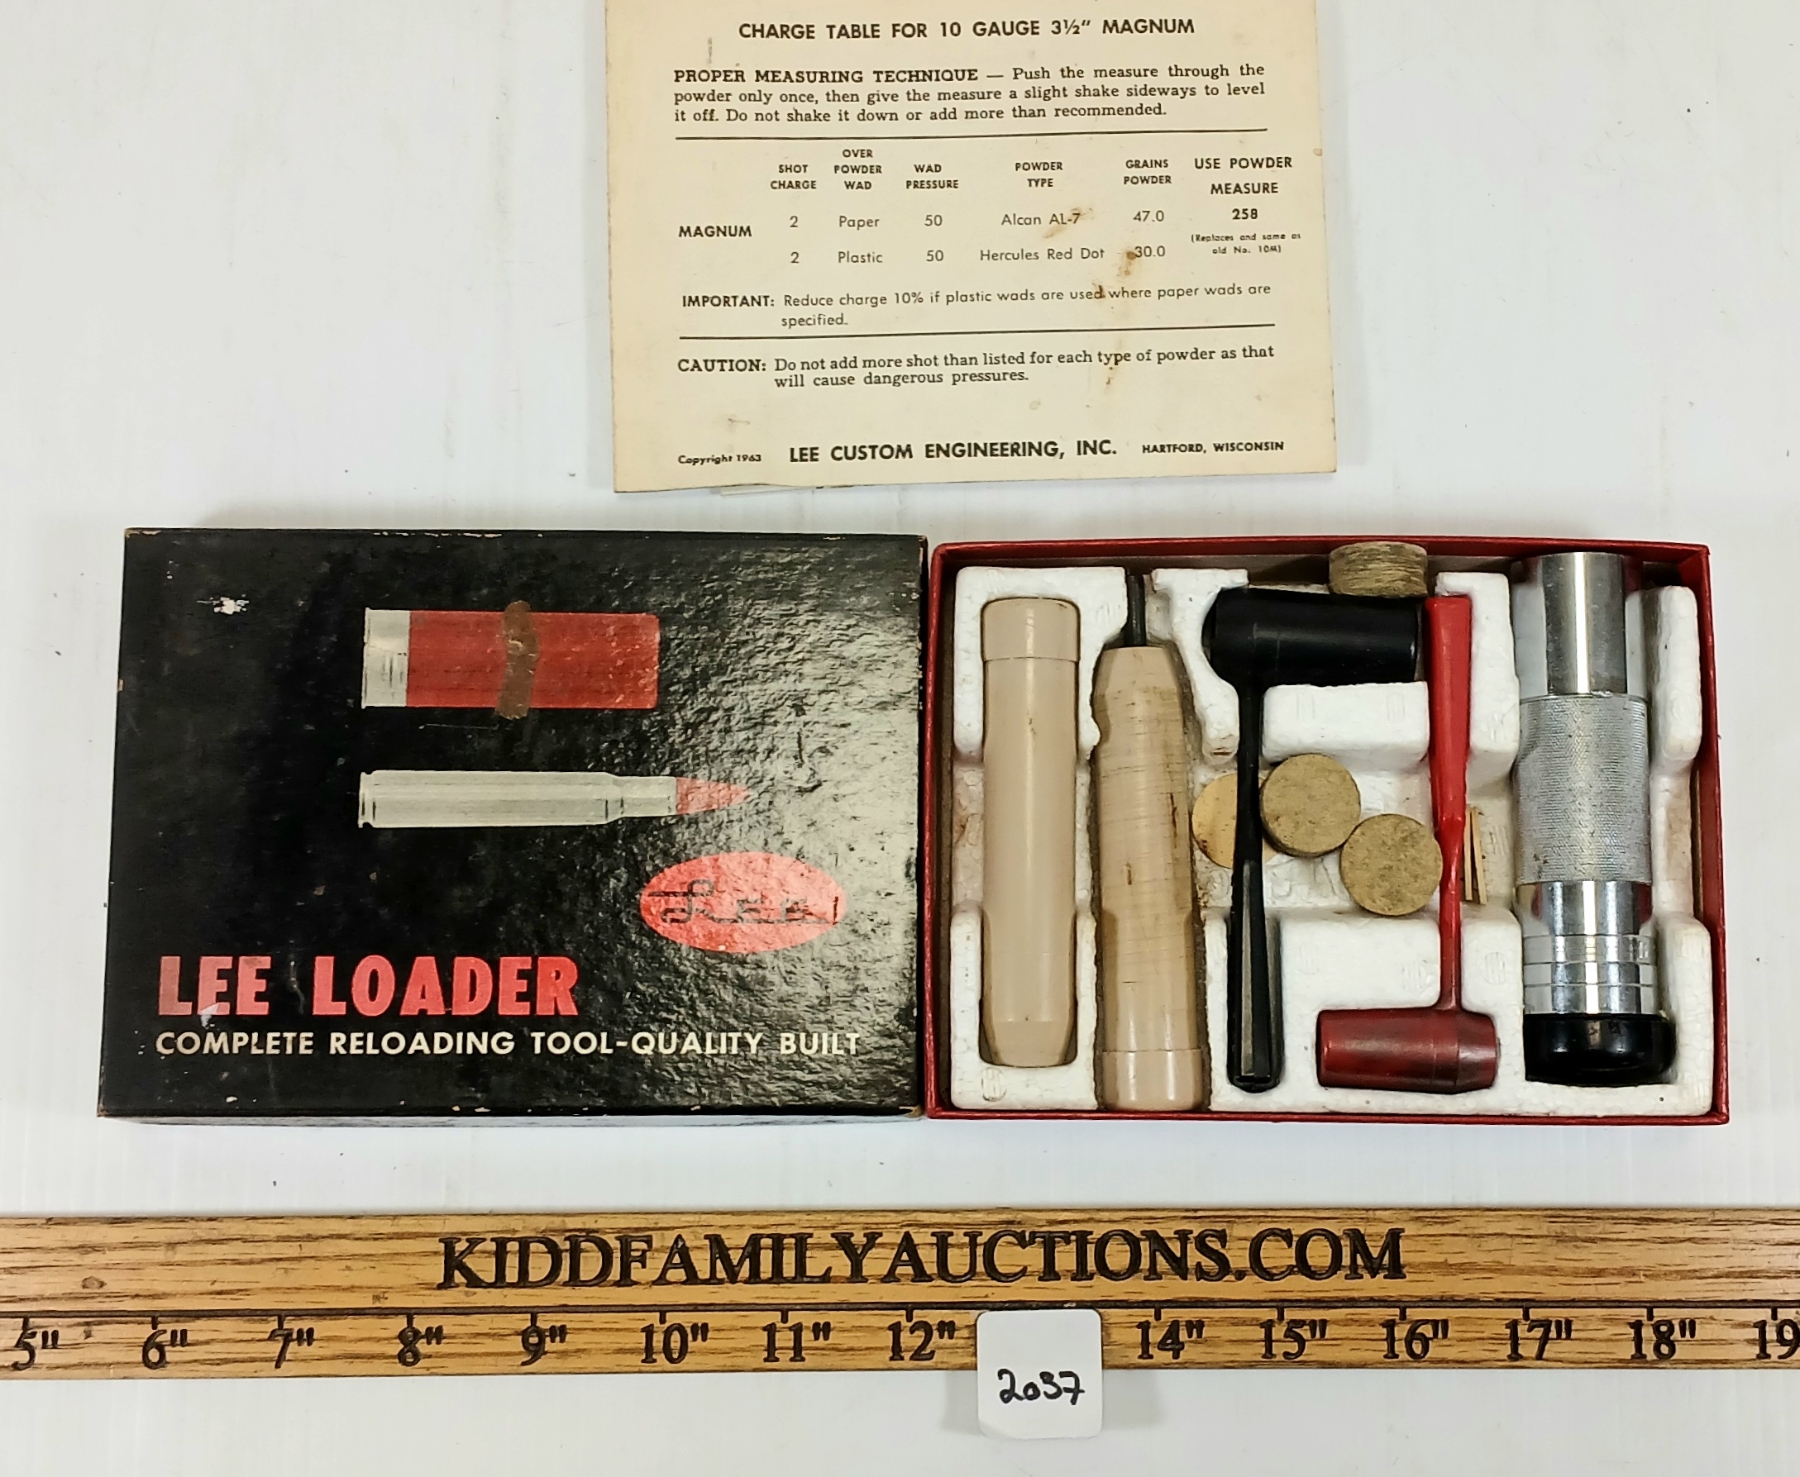 CHARGE TABLE FOR 10 GAUGE 3½" MAGNUM
PROPER MEASURING TECHNIQUE — Push the measure through the
powder only once, then give the measure a slight shake sideways to level
it off. Do not shake it down or add more than recommended.
SHOT CHARGE OVER POWDER WAD WAD PRESSURE POWDER TYPE GRAINS POWDER USE POWDER MEASURE
MAGNUM
2 Paper 50 Alcan AL-7 47.0 258
(Replaces and same as
old No. 10M)
2 Plastic 50 Hercules Red Dot 30.0
IMPORTANT: Reduce charge 10% if plastic wads are used where paper wads are
specified.
CAUTION: Do not add more shot than listed for each type of powder as that
will cause dangerous pressures.
Copyright 1963 LEE CUSTOM ENGINEERING, INC. HARTFORD, WISCONSIN
Lee
LEE LOADER
COMPLETE RELOADING TOOL-QUALITY BUILT
KIDDFAMILYAUCTIONS.COM
5" 6" 7" 8" 9" 10" 11" 12" 14" 15" 16" 17" 18" 19
2037